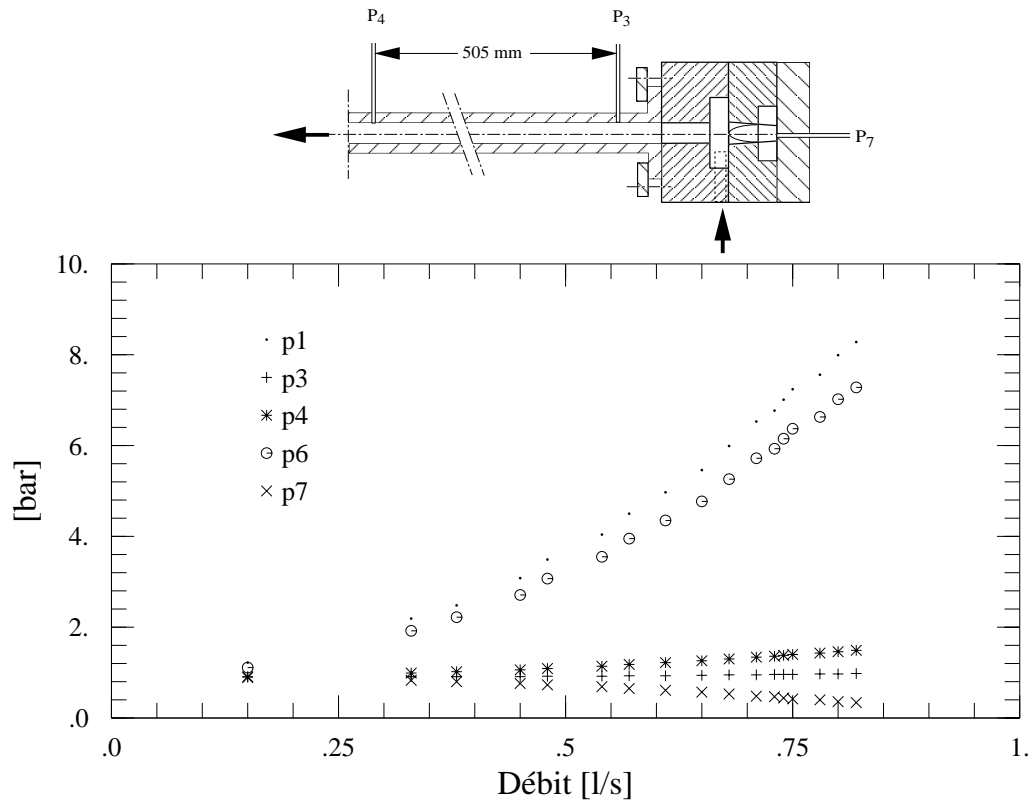 P4 P3
505 mm
P7
10.
8.
6.
4.
2.
.0
[bar]
p1
p3
p4
p6
p7
.0 .25 .5 .75 1.
Débit [l/s]